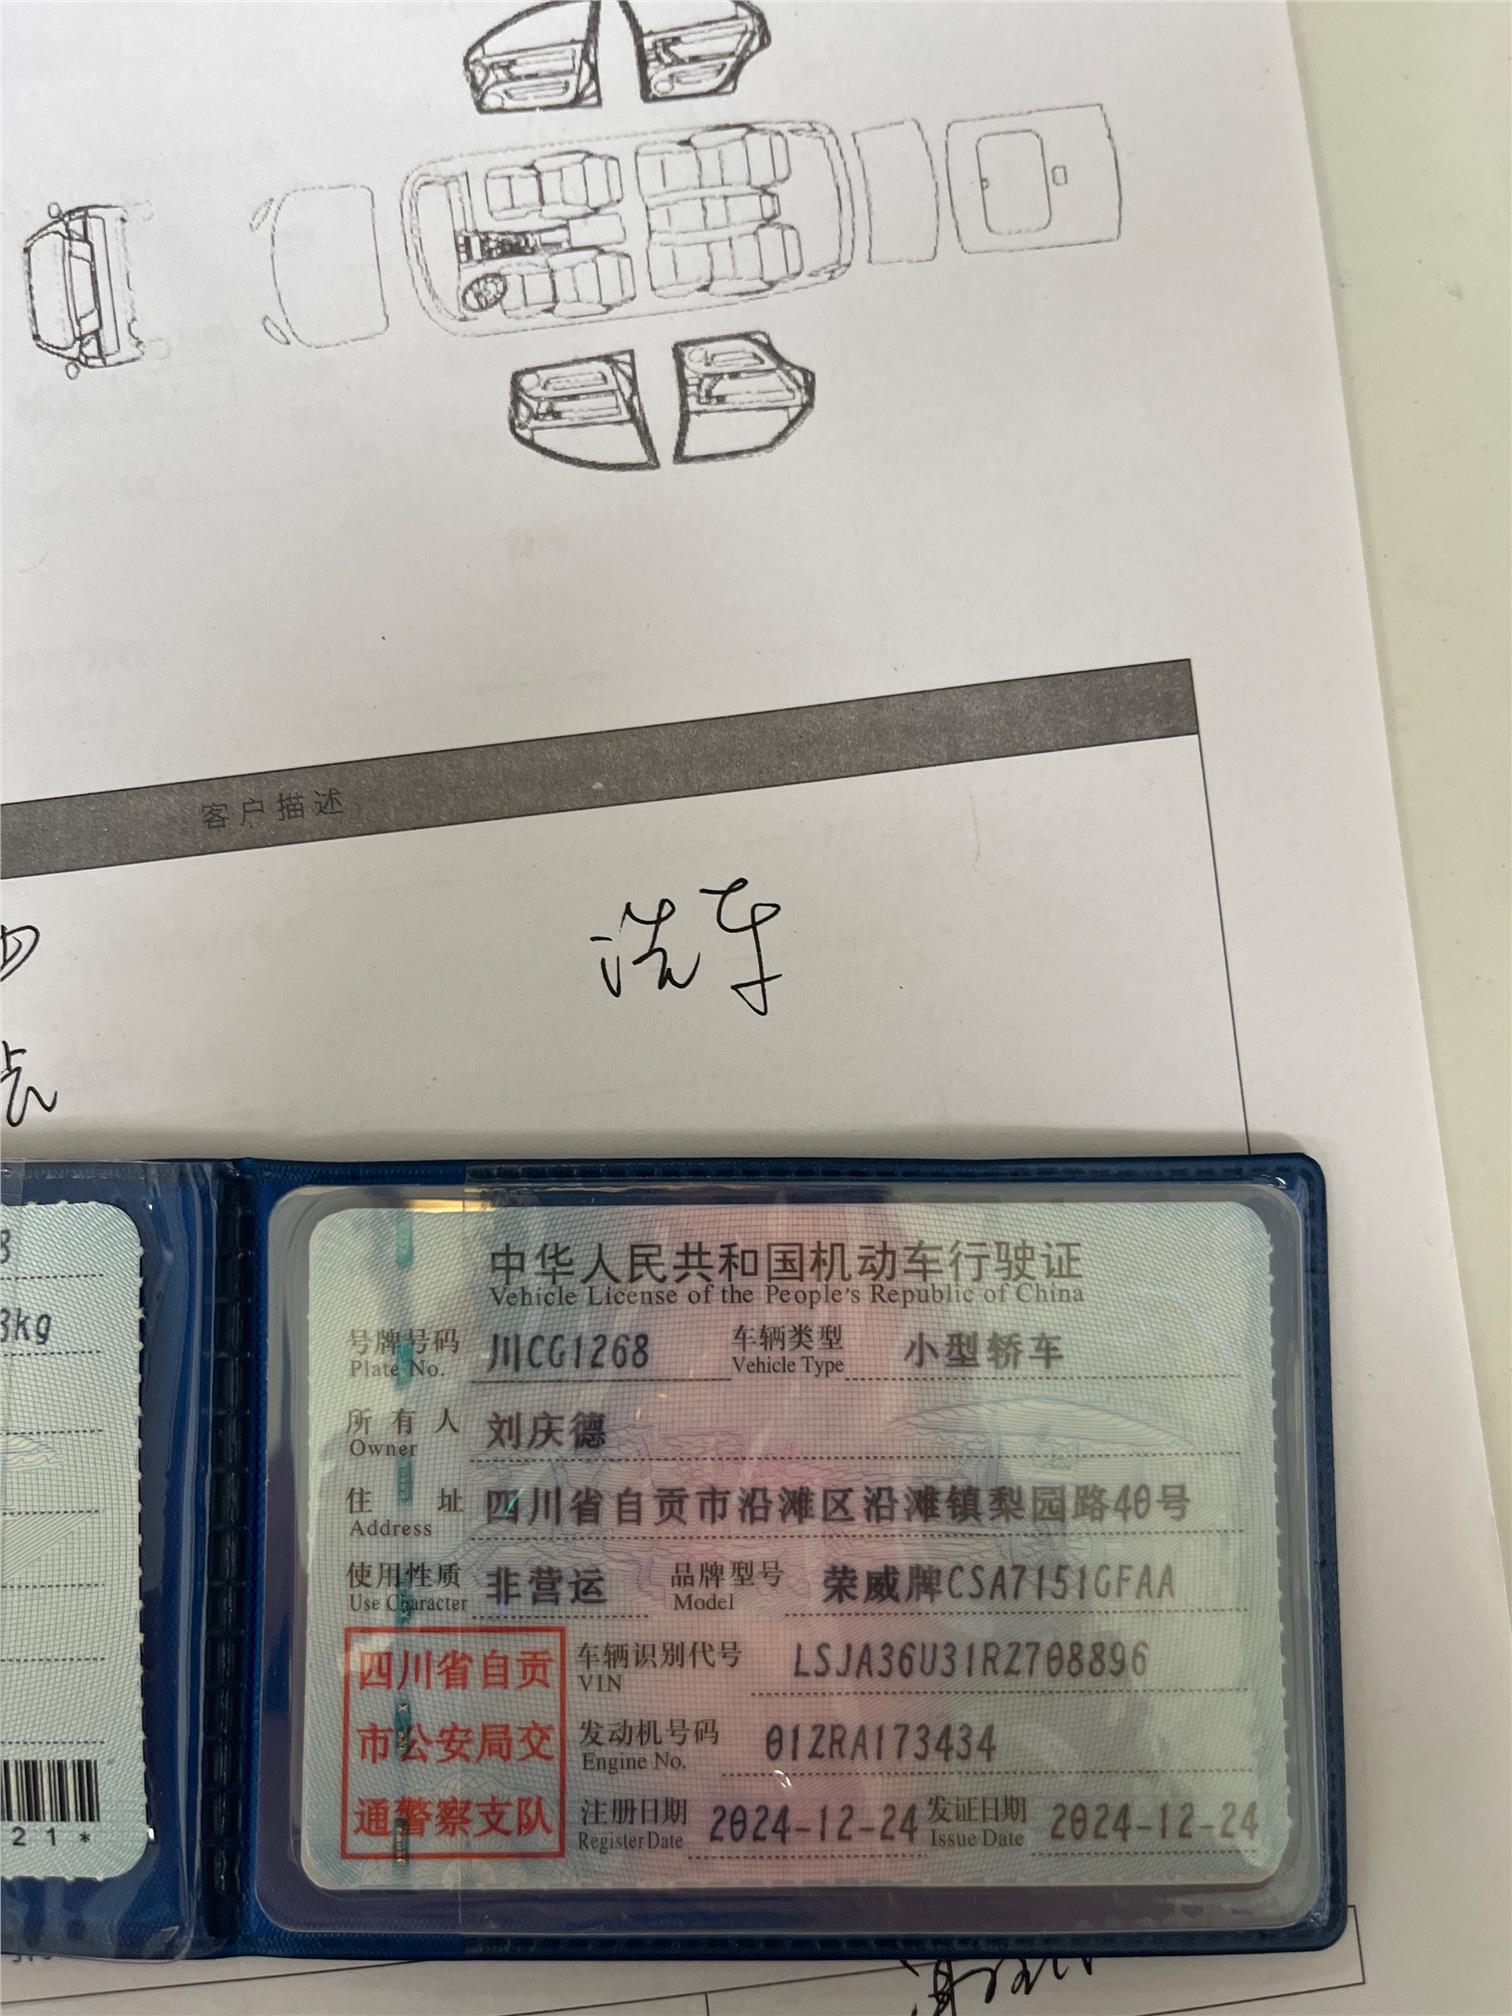 客户描述
洗车
3kg
21*
中华人民共和国机动车行驶证
Vehicle License of the People's Republic of China
号牌号码 川CG1268 车辆类型 小型轿车
Plate No. Vehicle Type
所有人 刘庆德
Owner
住址 四川省自贡市沿滩区沿滩镇梨园路40号
Address
使用性质 非营运 品牌型号 荣威牌CSA7151GFAA
Use Character Model
四川省自贡
市公安局交
通警察支队
车辆识别代号 LSJA36U31RZ708896
VIN
发动机号码 01ZRA173434
Engine No.
注册日期 2024-12-24 发证日期 2024-12-24
Register Date Issue Date